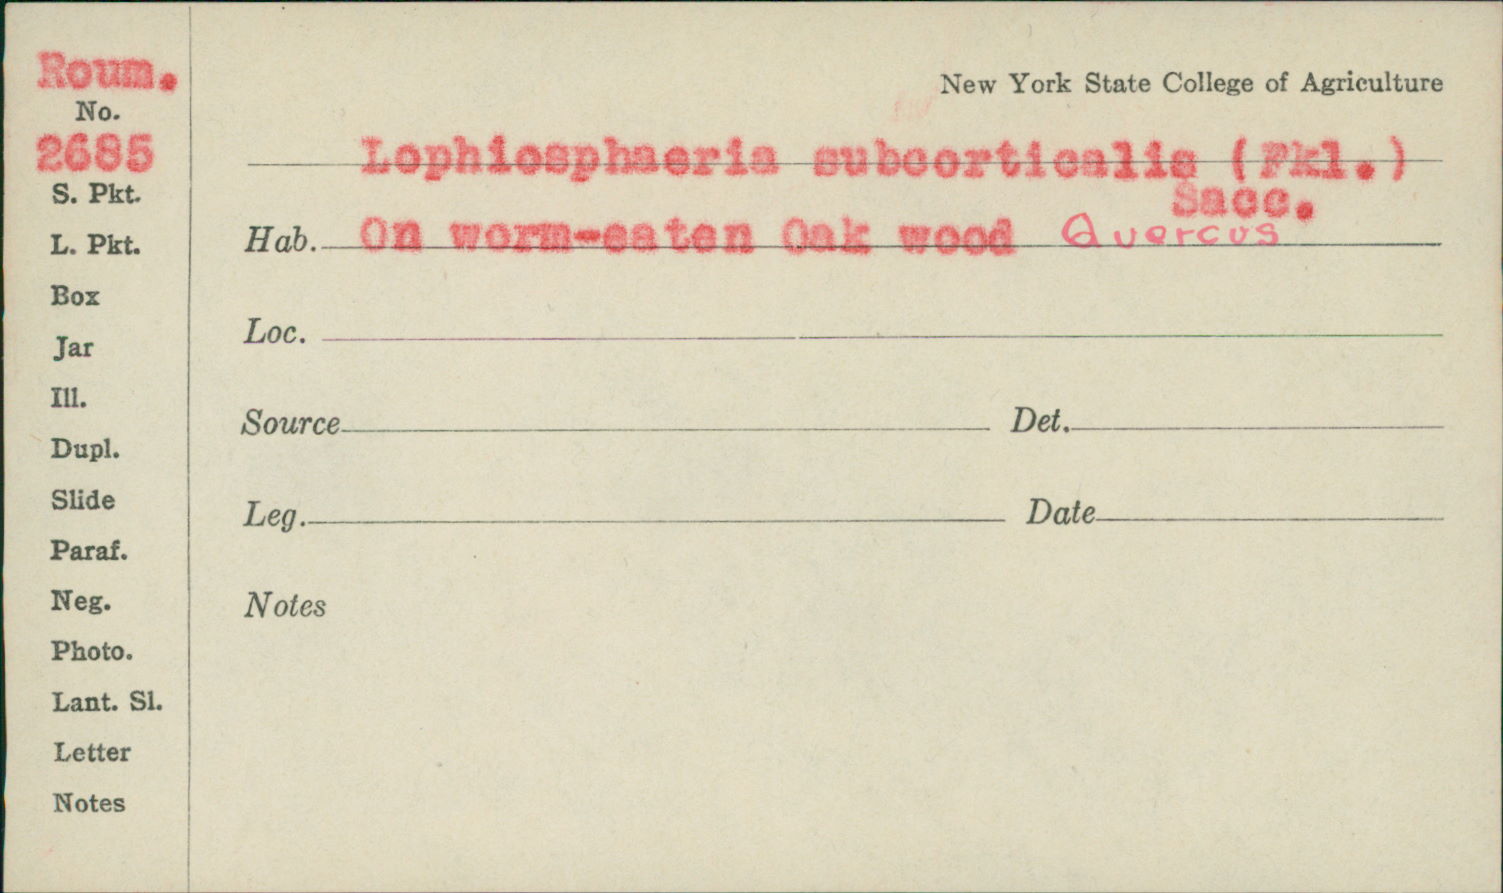 Roum.
No.
2685
S. Pkt.
L. Pkt.
Box
Jar
Ill.
Dupl.
Slide
Paraf.
Neg.
Photo.
Lant. Sl.
Letter
Notes
New York State College of Agriculture
Lophiosphaeria subcorticalis (Fkl.)
Sacc.
Hab. On worm-eaten Oak wood Quercus
Loc.
Source Det.
Leg. Date
Notes